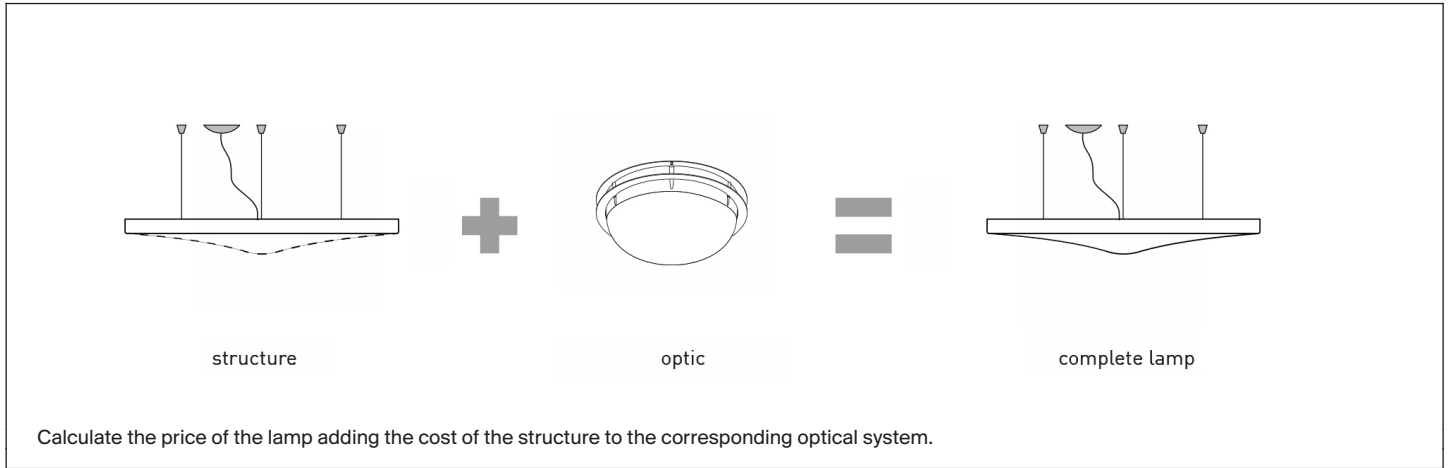 structure
optic
complete lamp
Calculate the price of the lamp adding the cost of the structure to the corresponding optical system.